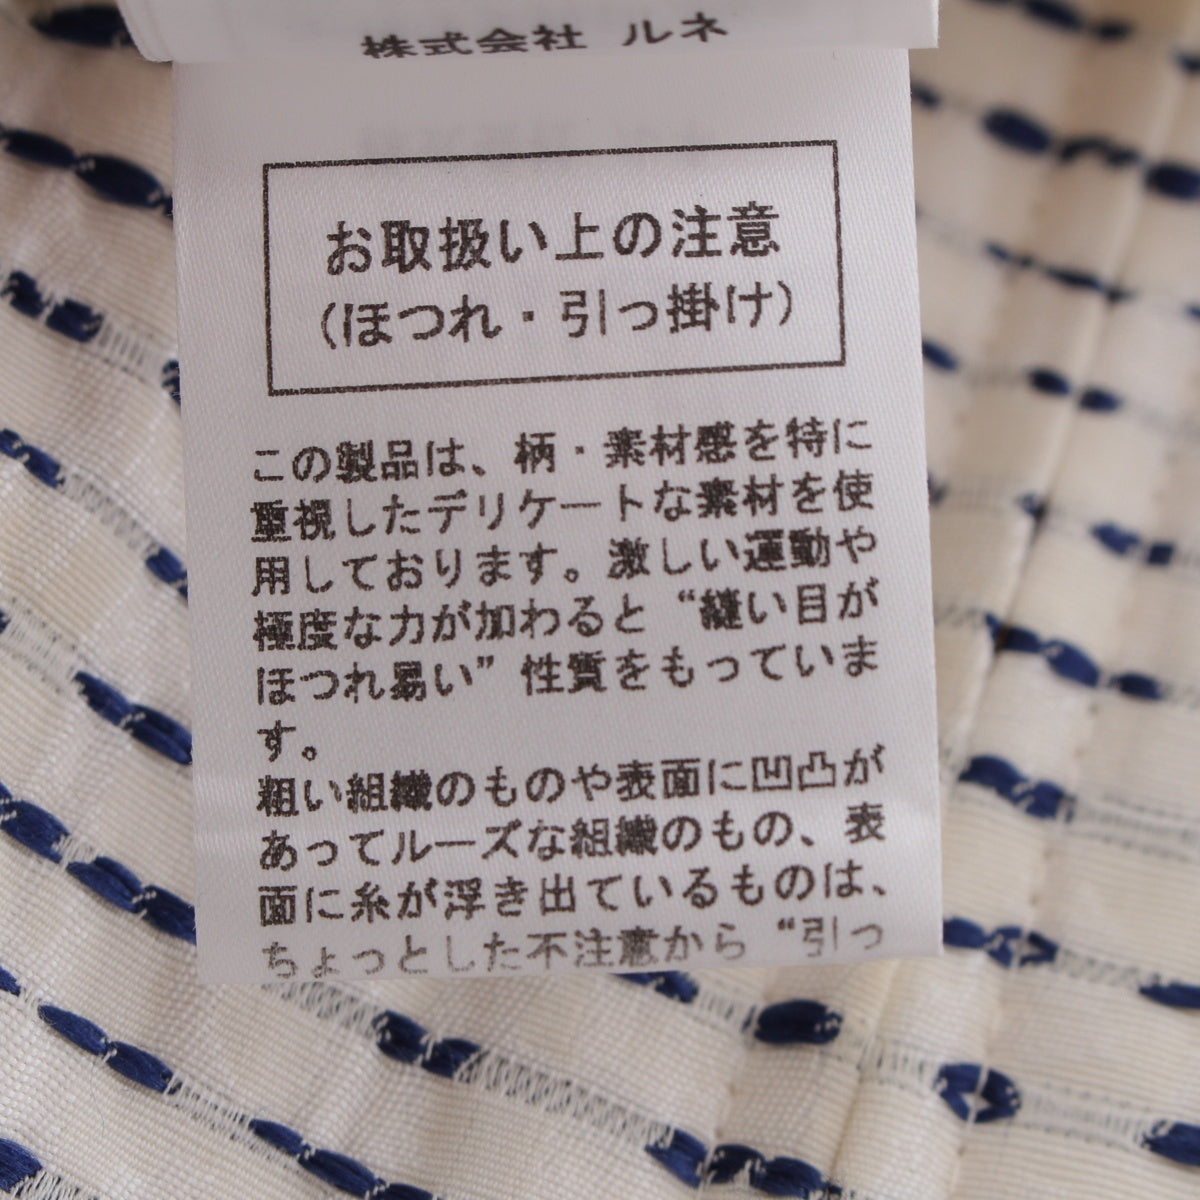 株式会社 ルネ
お取扱い上の注意
（ほつれ・引っ掛け）
この製品は、柄・素材感を特に
重視したデリケートな素材を使
用しております。激しい運動や
極度な力が加わると“縫い目が
ほつれ易い”性質をもっていま
す。
粗い組織のものや表面に凹凸が
あってルーズな組織のもの、表
面に糸が浮き出ているものは、
ちょっとした不注意から“引っ